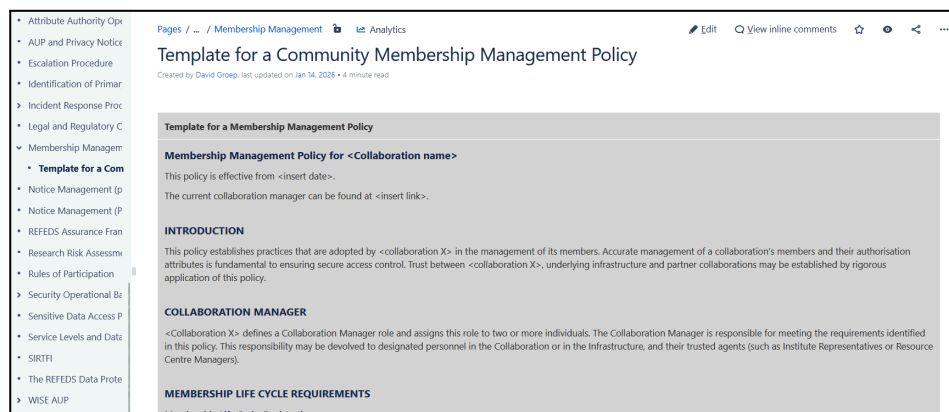 Attribute Authority Ope
AUP and Privacy Notice
Escalation Procedure
Identification of Primar
Incident Response Proc
Legal and Regulatory C
Membership Managem
Template for a Com
Notice Management (p
Notice Management (P
REFEDS Assurance Fran
Research Risk Assessme
Rules of Participation
Security Operational Ba
Sensitive Data Access P
Service Levels and Data
SIRTFI
The REFEDS Data Prote
WISE AUP
Pages / ... / Membership Management Analytics
Edit View inline comments
Template for a Community Membership Management Policy
Created by David Groep, last updated on Jan 14, 2026 • 4 minute read
Template for a Membership Management Policy
Membership Management Policy for <Collaboration name>
This policy is effective from <insert date>.
The current collaboration manager can be found at <insert link>.
INTRODUCTION
This policy establishes practices that are adopted by <collaboration X> in the management of its members. Accurate management of a collaboration's members and their authorisation
attributes is fundamental to ensuring secure access control. Trust between <collaboration X>, underlying infrastructure and partner collaborations may be established by rigorous
application of this policy.
COLLABORATION MANAGER
<Collaboration X> defines a Collaboration Manager role and assigns this role to two or more individuals. The Collaboration Manager is responsible for meeting the requirements identified
in this policy. This responsibility may be devolved to designated personnel in the Collaboration or in the Infrastructure, and their trusted agents (such as Institute Representatives or Resource
Centre Managers).
MEMBERSHIP LIFE CYCLE REQUIREMENTS